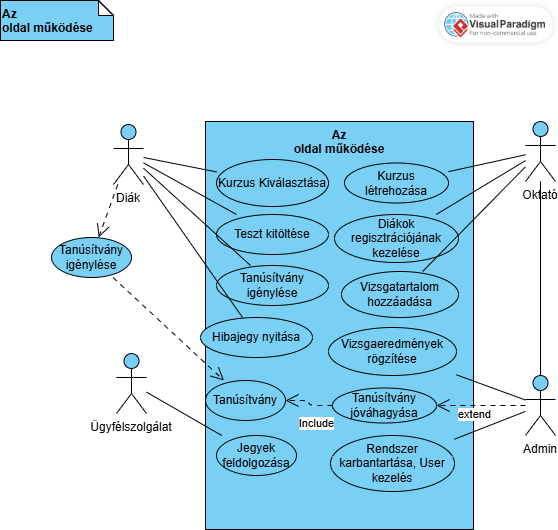 Az
oldal működése
Made with
Visual Paradigm
For non-commercial use
Az
oldal működése
Diák
Kurzus Kiválasztása
Kurzus
létrehozása
Oktató
Teszt kitöltése
Diákok
regisztrációjának
kezelése
Tanúsítvány
igénylése
Tanúsítvány
igénylése
Vizsgatartalom
hozzáadása
Hibajegy nyitása
Vizsgaeredmények
rögzítése
Tanúsítvány
Tanúsítvány
jóváhagyása
Include
extend
Ügyfélszolgálat
Admin
Jegyek
feldolgozása
Rendszer
karbantartása, User
kezelés